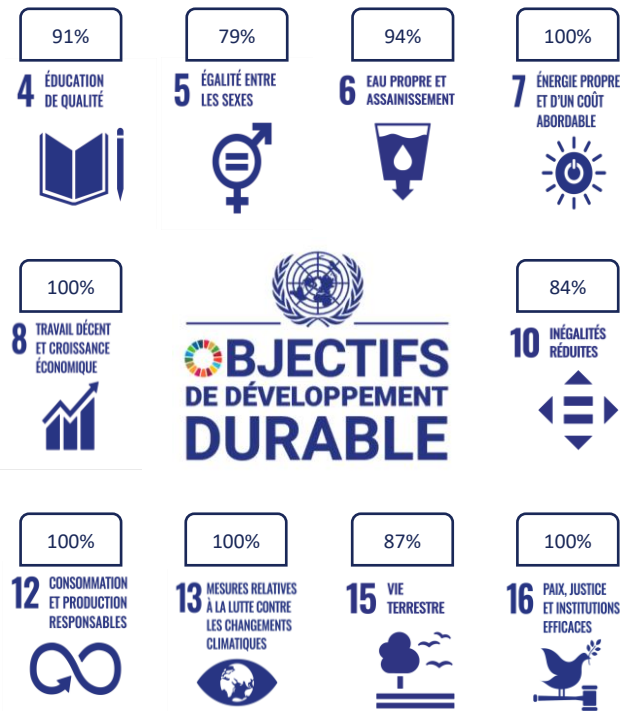 91%
4 ÉDUCATION
DE QUALITÉ
79%
5 ÉGALITÉ ENTRE
LES SEXES
94%
6 EAU PROPRE ET
ASSAINISSEMENT
100%
7 ÉNERGIE PROPRE
ET D'UN COÛT
ABORDABLE
100%
8 TRAVAIL DÉCENT
ET CROISSANCE
ÉCONOMIQUE
OBJECTIFS
DE DÉVELOPPEMENT
DURABLE
84%
10 INÉGALITÉS
RÉDUITES
100%
12 CONSOMMATION
ET PRODUCTION
RESPONSABLES
100%
13 MESURES RELATIVES
À LA LUTTE CONTRE
LES CHANGEMENTS
CLIMATIQUES
87%
15 VIE
TERRESTRE
100%
16 PAIX, JUSTICE
ET INSTITUTIONS
EFFICACES